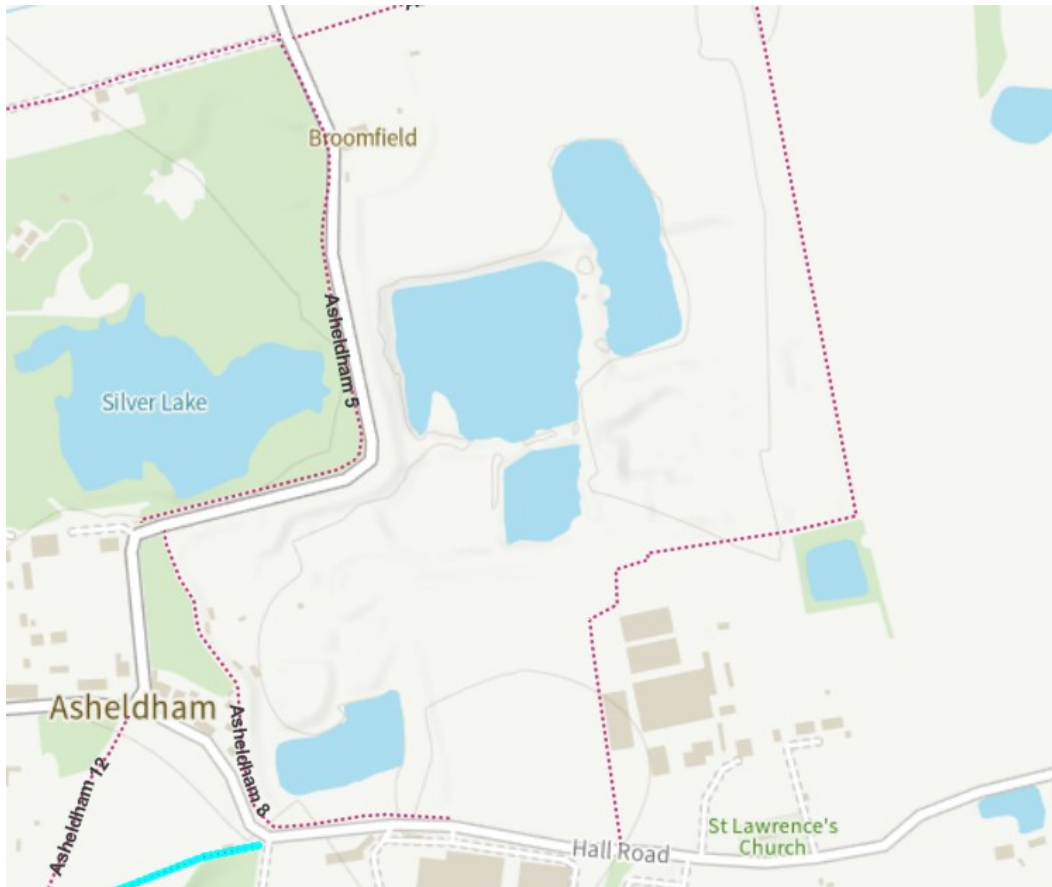 Broomfield
Asheldham 5
Silver Lake
Asheldham
Asheldham 8
Asheldham 12
St Lawrence's
Church
Hall Road